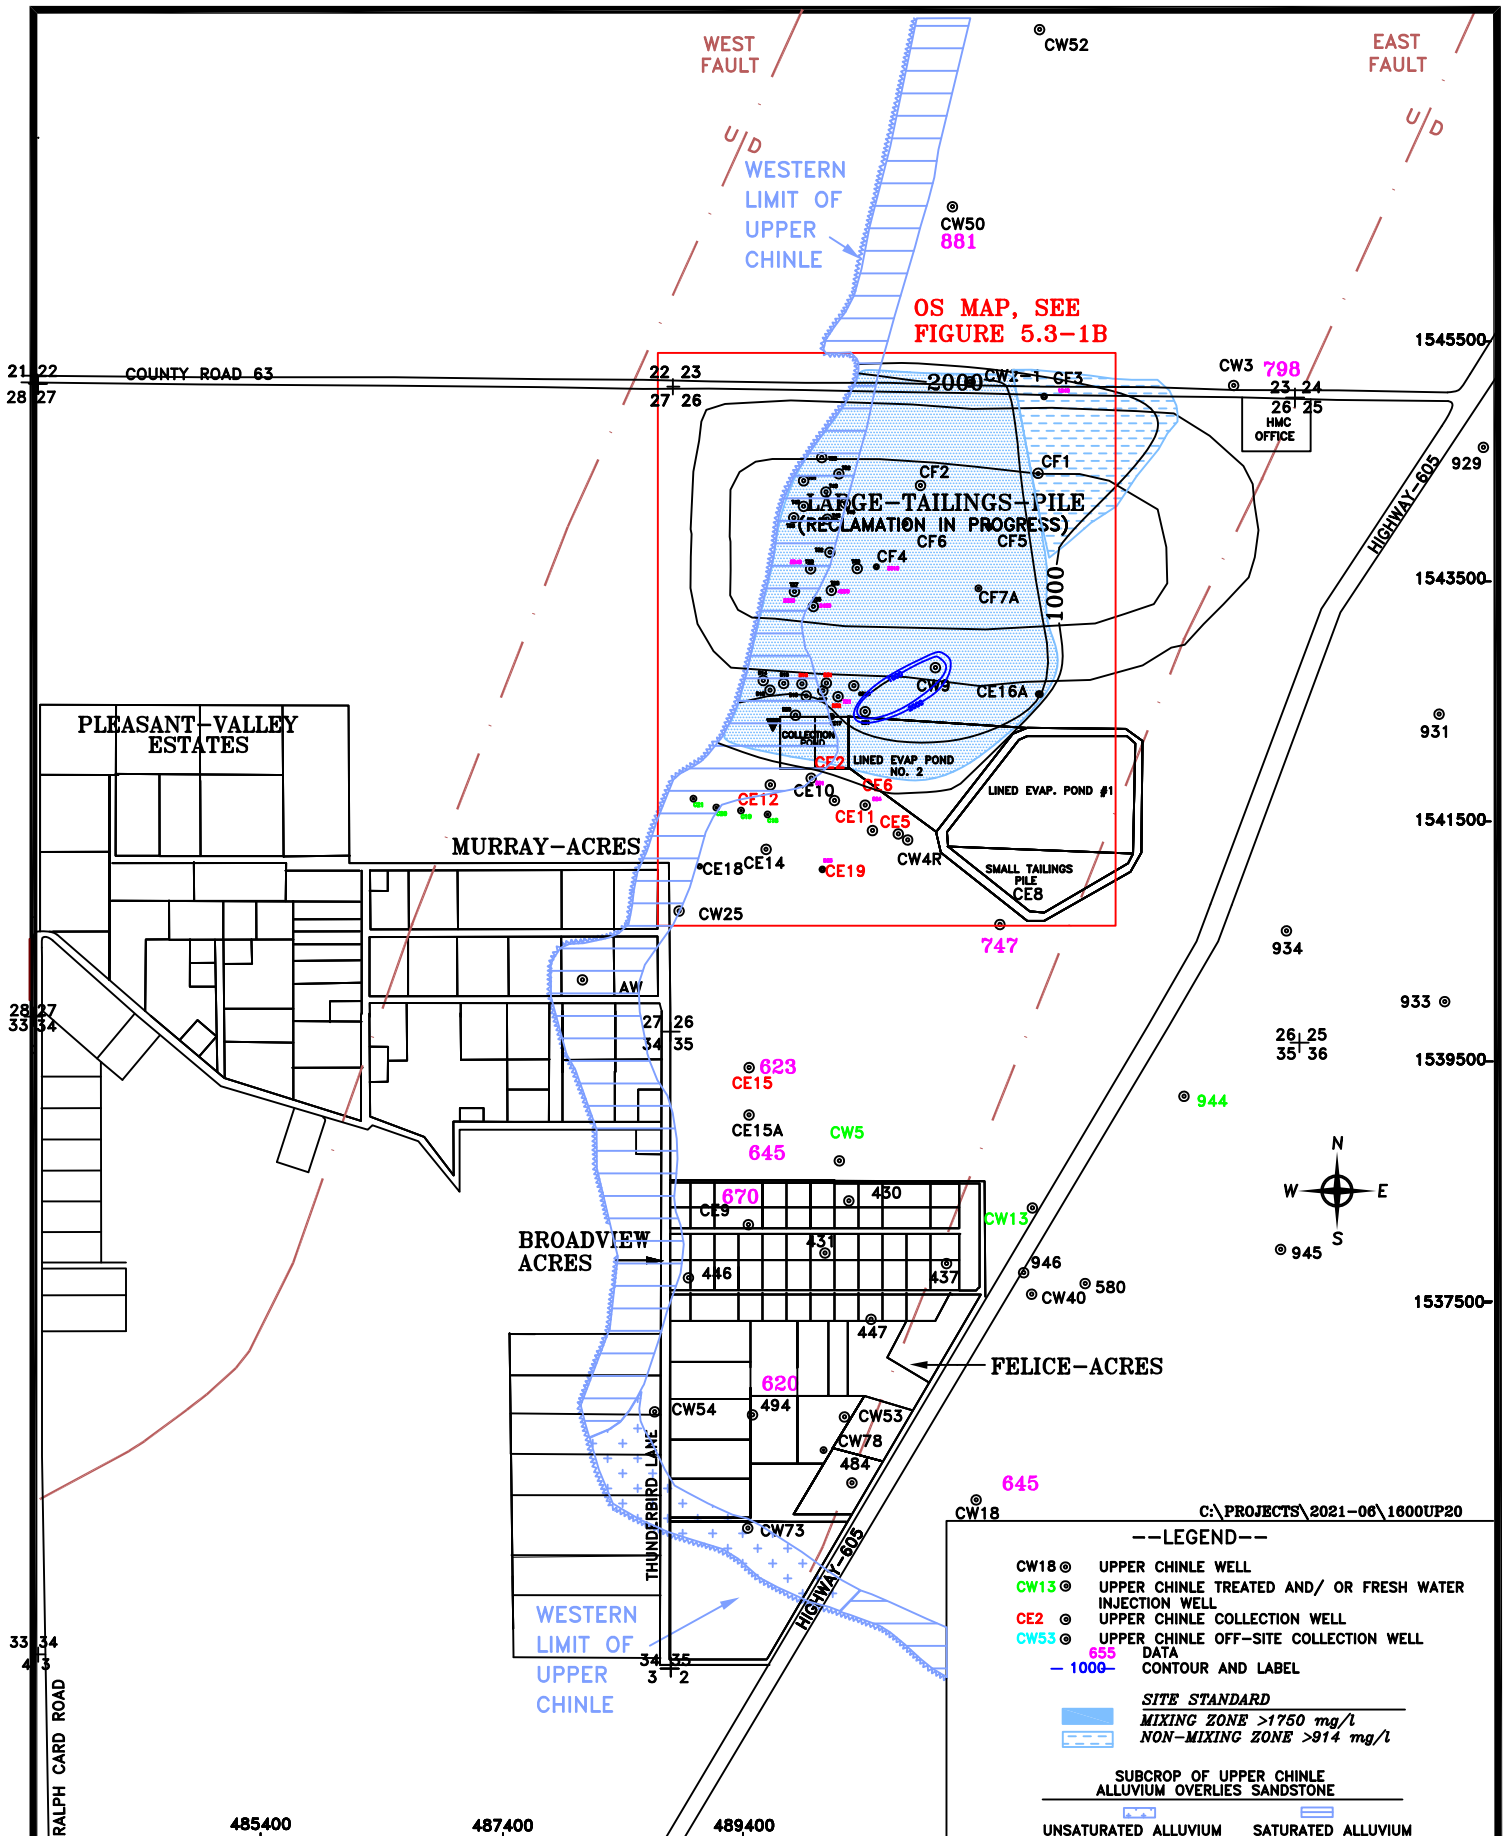 WEST
FAULT
CW52
EAST
FAULT
U/D
U/D
WESTERN
LIMIT OF
UPPER
CHINLE
CW50
881
OS MAP, SEE
FIGURE 5.3-1B
1545500
21 22
28 27
COUNTY ROAD 63
22 23
27 26
2000
CF3
CW3
798
23 24
26 25
HMC
OFFICE
929
HIGHWAY-605
CF1
CF2
LARGE-TAILINGS-PILE
(RECLAMATION IN PROGRESS)
CF6
CF5
CF4
CF7A
1000
1543500
CW9
CE16A
931
PLEASANT-VALLEY
ESTATES
COLLECTION
POND
CE2
LINED EVAP POND
NO. 2
LINED EVAP. POND #1
CE12
CE10
CE6
CE11
CE5
CW4R
1541500
MURRAY-ACRES
CE18
CE14
CE19
SMALL TAILINGS
PILE
CE8
CW25
747
934
AW
933
28 27
33 34
27 26
34 35
26 25
35 36
1539500
623
CE15
944
CE15A
645
CW5
N
W E
S
670
CE9
430
CW13
BROADVIEW
ACRES
431
446
437
946
945
580
CW40
1537500
447
FELICE-ACRES
620
494
CW54
CW53
CW78
484
THUNDERBIRD LANE
645
CW18
CW73
HIGHWAY-605
C:\PROJECTS\2021-06\1600UP20
--LEGEND--
CW18 UPPER CHINLE WELL
CW13 UPPER CHINLE TREATED AND/ OR FRESH WATER
INJECTION WELL
CE2 UPPER CHINLE COLLECTION WELL
CW53 UPPER CHINLE OFF-SITE COLLECTION WELL
655 DATA
1000 CONTOUR AND LABEL
SITE STANDARD
MIXING ZONE >1750 mg/l
NON-MIXING ZONE >914 mg/l
SUBCROP OF UPPER CHINLE
ALLUVIUM OVERLIES SANDSTONE
UNSATURATED ALLUVIUM SATURATED ALLUVIUM
WESTERN
LIMIT OF
UPPER
CHINLE
33 34
4 3
34 35
3 2
RALPH CARD ROAD
485400
487400
489400